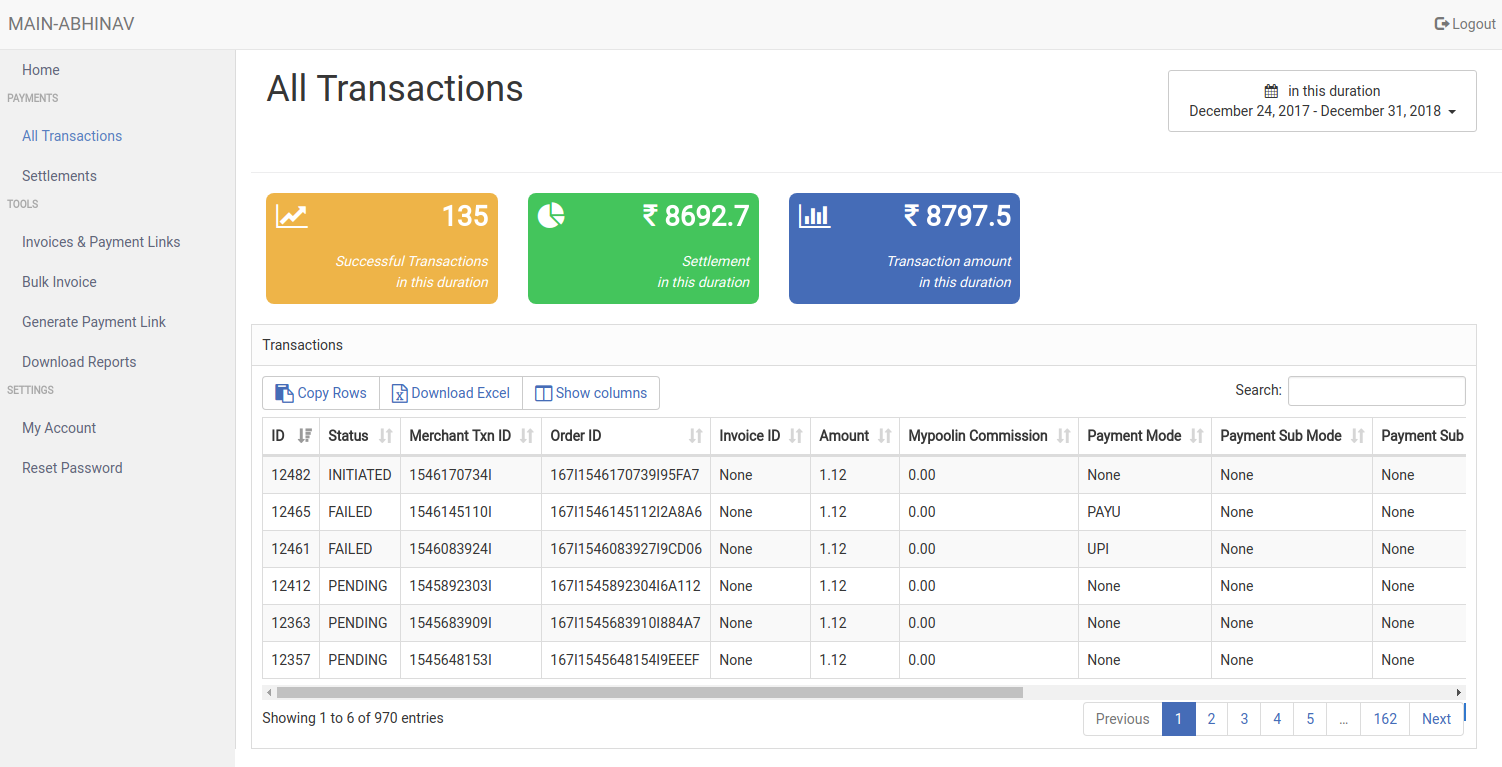 MAIN-ABHINAV
Logout
Home
PAYMENTS
All Transactions
Settlements
TOOLS
Invoices & Payment Links
Bulk Invoice
Generate Payment Link
Download Reports
SETTINGS
My Account
Reset Password
All Transactions
in this duration
December 24, 2017 - December 31, 2018
135
Successful Transactions
in this duration
₹ 8692.7
Settlement
in this duration
₹ 8797.5
Transaction amount
in this duration
Transactions
Copy Rows Download Excel Show columns Search:
ID Status Merchant Txn ID Order ID Invoice ID Amount Mypoolin Commission Payment Mode Payment Sub Mode Payment Sub
12482 INITIATED 1546170734I 167I1546170739I95FA7 None 1.12 0.00 None None None
12465 FAILED 1546145110I 167I1546145112I2A8A6 None 1.12 0.00 PAYU None None
12461 FAILED 1546083924I 167I1546083927I9CD06 None 1.12 0.00 UPI None None
12412 PENDING 1545892303I 167I1545892304I6A112 None 1.12 0.00 None None None
12363 PENDING 1545683909I 167I1545683910I884A7 None 1.12 0.00 None None None
12357 PENDING 1545648153I 167I1545648154I9EEEF None 1.12 0.00 None None None
Showing 1 to 6 of 970 entries
Previous 1 2 3 4 5 … 162 Next